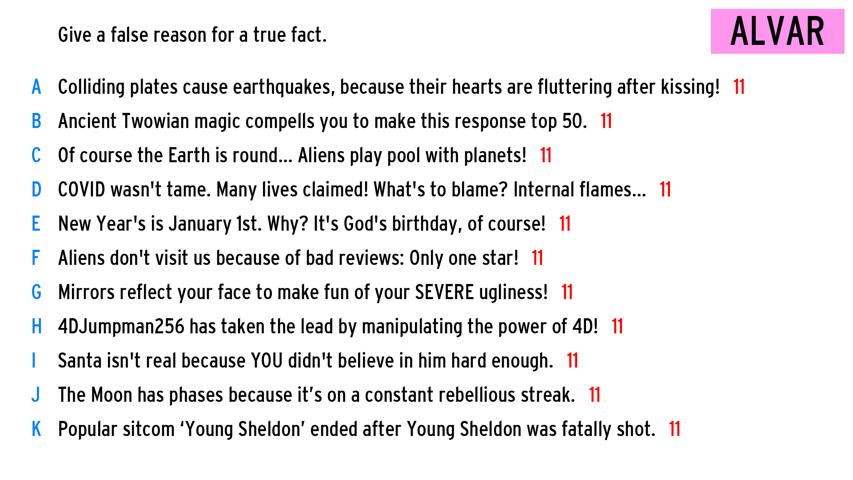 Give a false reason for a true fact.
ALVAR
A Colliding plates cause earthquakes, because their hearts are fluttering after kissing! 11
B Ancient Twowian magic compells you to make this response top 50. 11
C Of course the Earth is round... Aliens play pool with planets! 11
D COVID wasn't tame. Many lives claimed! What's to blame? Internal flames... 11
E New Year's is January 1st. Why? It's God's birthday, of course! 11
F Aliens don't visit us because of bad reviews: Only one star! 11
G Mirrors reflect your face to make fun of your SEVERE ugliness! 11
H 4DJumpman256 has taken the lead by manipulating the power of 4D! 11
I Santa isn't real because YOU didn't believe in him hard enough. 11
J The Moon has phases because it’s on a constant rebellious streak. 11
K Popular sitcom ‘Young Sheldon’ ended after Young Sheldon was fatally shot. 11